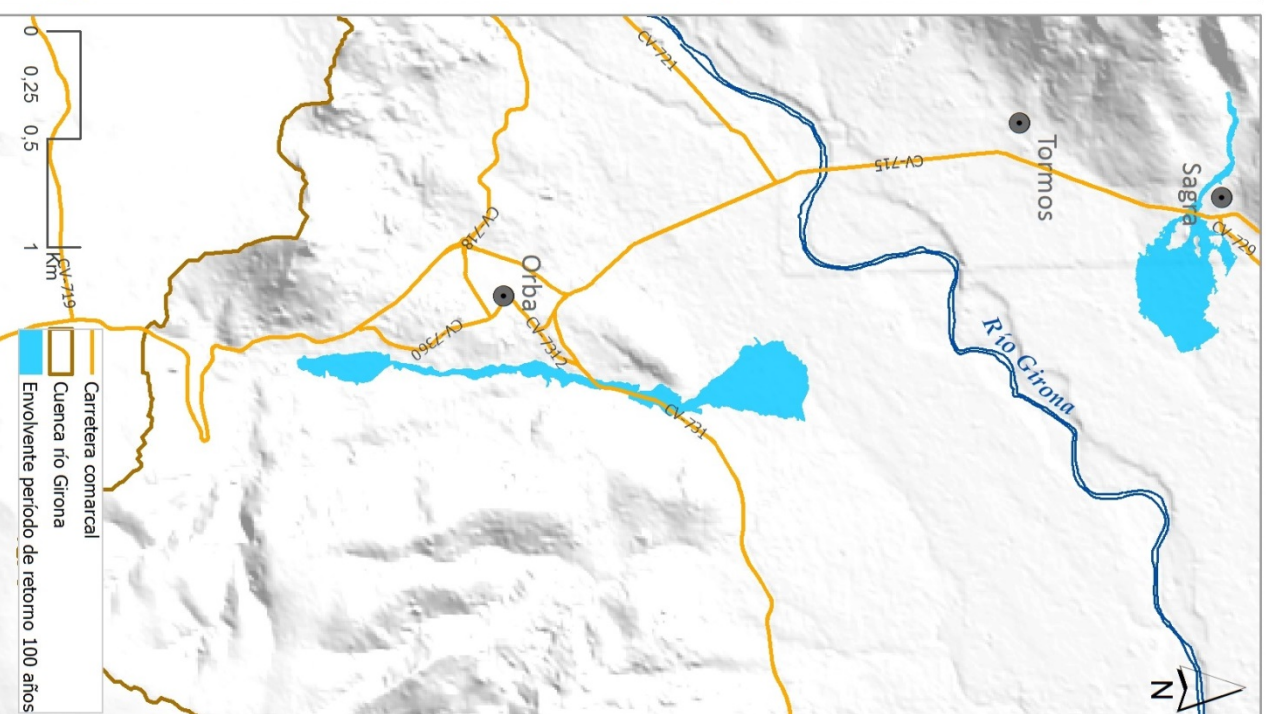 Sagra
CV-729
Tormos
CV-715
Río Girona
CV-721
CV-731
Orba
CV-7312
CV-718
CV-7360
CV-719
0 0,25 0,5 1
Km
N
Carretera comarcal
Cuenca río Girona
Envolvente período de retorno 100 años